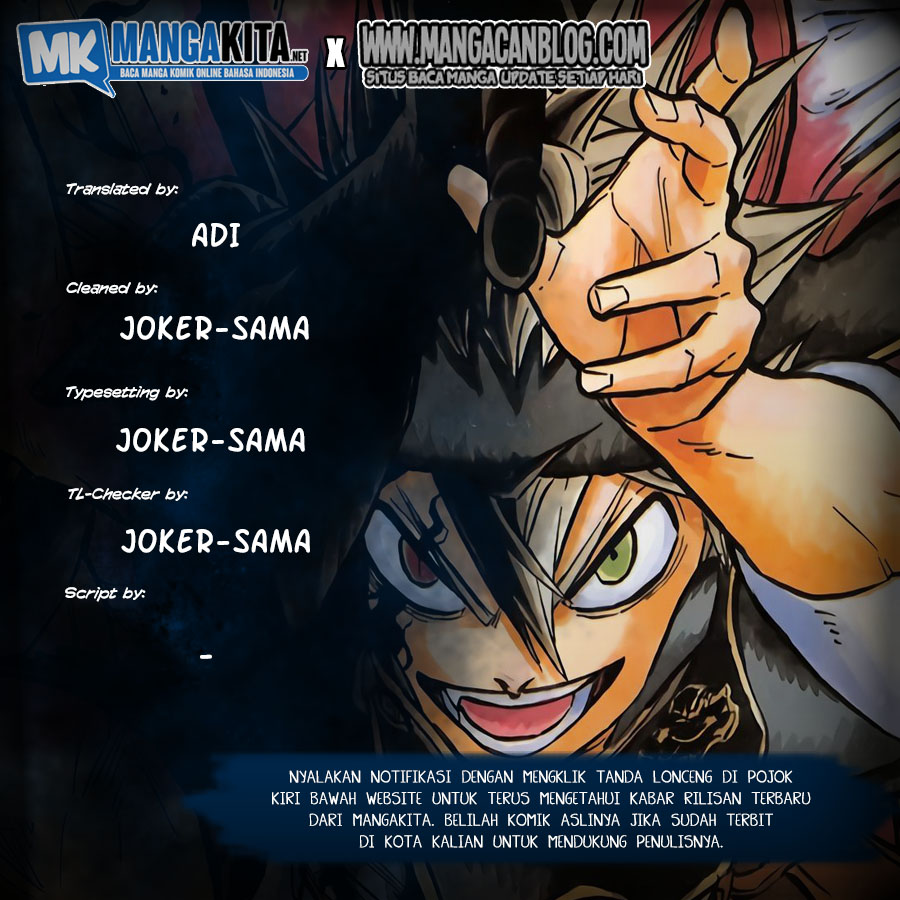 MK MANGAKITA.NET X WWW.MANGACANBLOG.COM
BACA MANGA KOMIK ONLINE BAHASA INDONESIA SITUS BACA MANGA UPDATE SETIAP HARI
Translated by:
ADI
Cleaned by:
JOKER-SAMA
Typesetting by:
JOKER-SAMA
TL-Checker by:
JOKER-SAMA
Script by:
-
NYALAKAN NOTIFIKASI DENGAN MENGKLIK TANDA LONCENG DI POJOK
KIRI BAWAH WEBSITE UNTUK TERUS MENGETAHUI KABAR RILISAN TERBARU
DARI MANGAKITA. BELILAH KOMIK ASLINYA JIKA SUDAH TERBIT
DI KOTA KALIAN UNTUK MENDUKUNG PENULISNYA.